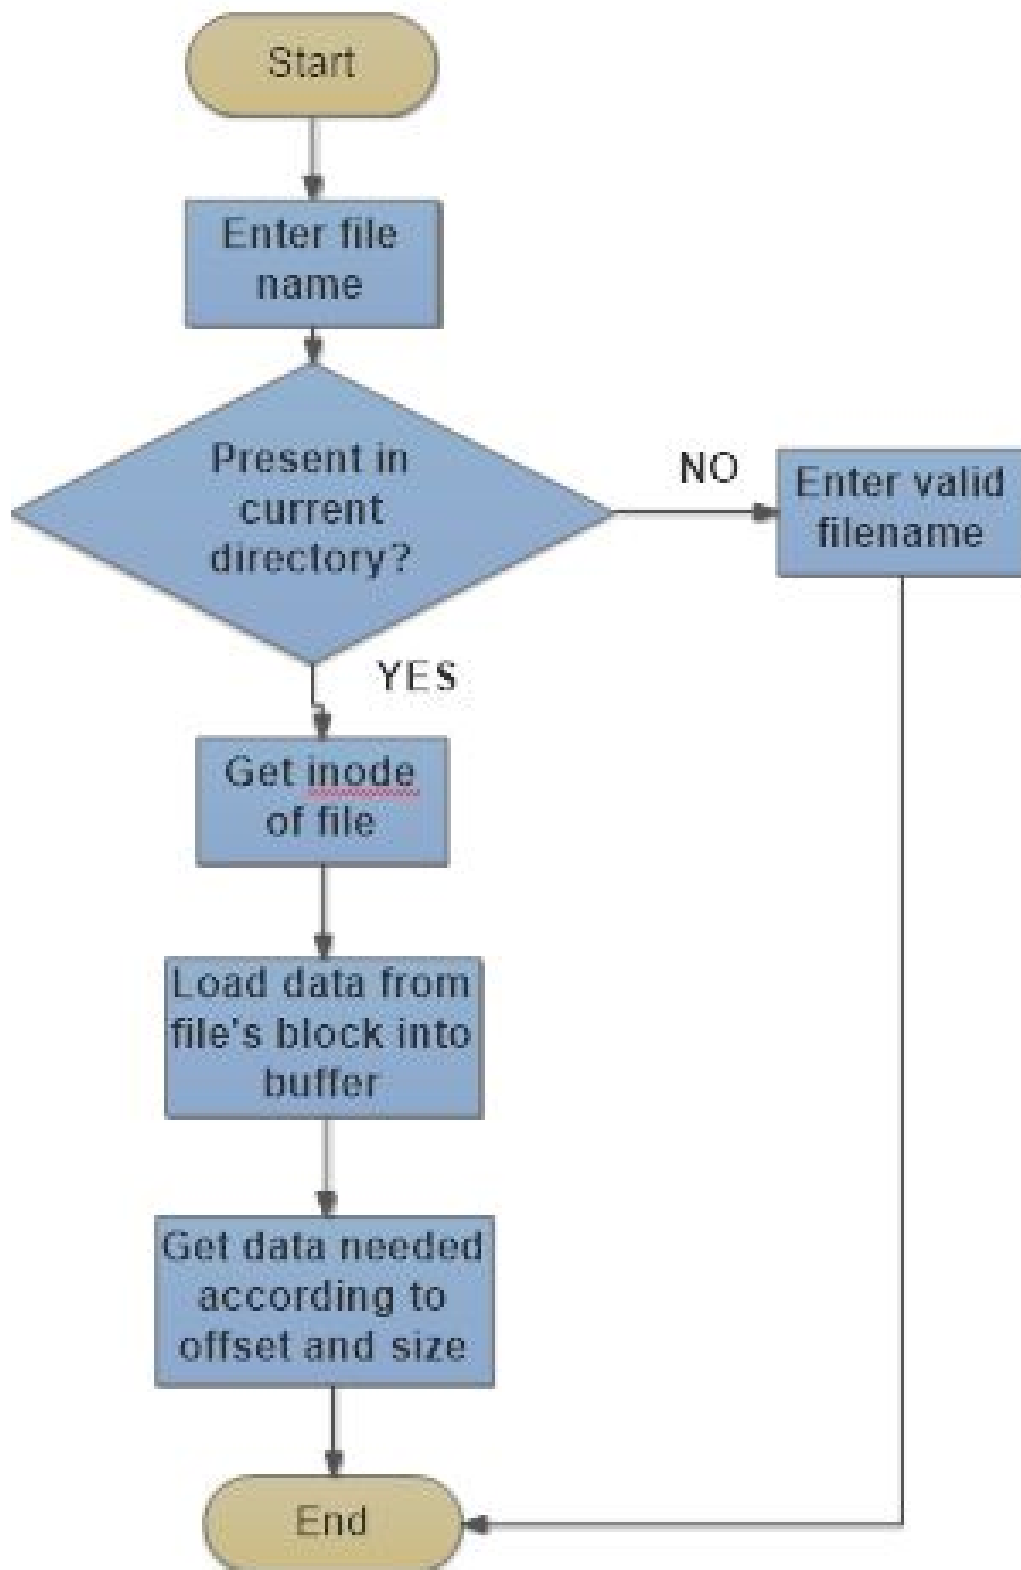 Start
Enter file
name
Present in
current
directory?
NO
Enter valid
filename
YES
Get inode
of file
Load data from
file's block into
buffer
Get data needed
according to
offset and size
End